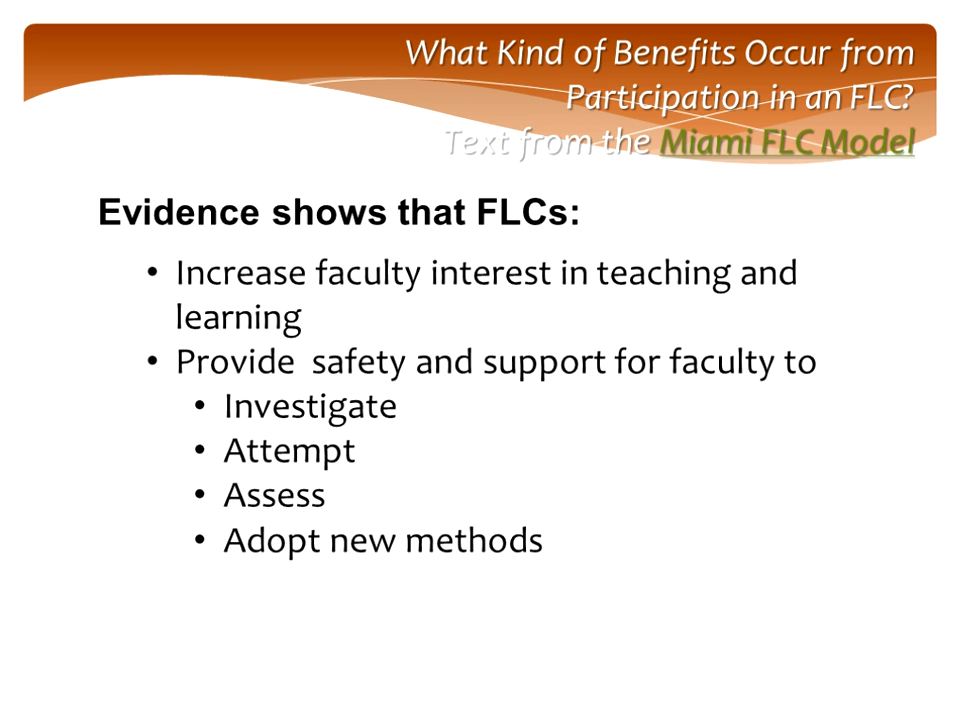 What Kind of Benefits Occur from
Participation in an FLC?
Text from the Miami FLC Model
Evidence shows that FLCs:
• Increase faculty interest in teaching and
learning
• Provide  safety and support for faculty to
• Investigate
• Attempt
• Assess
• Adopt new methods